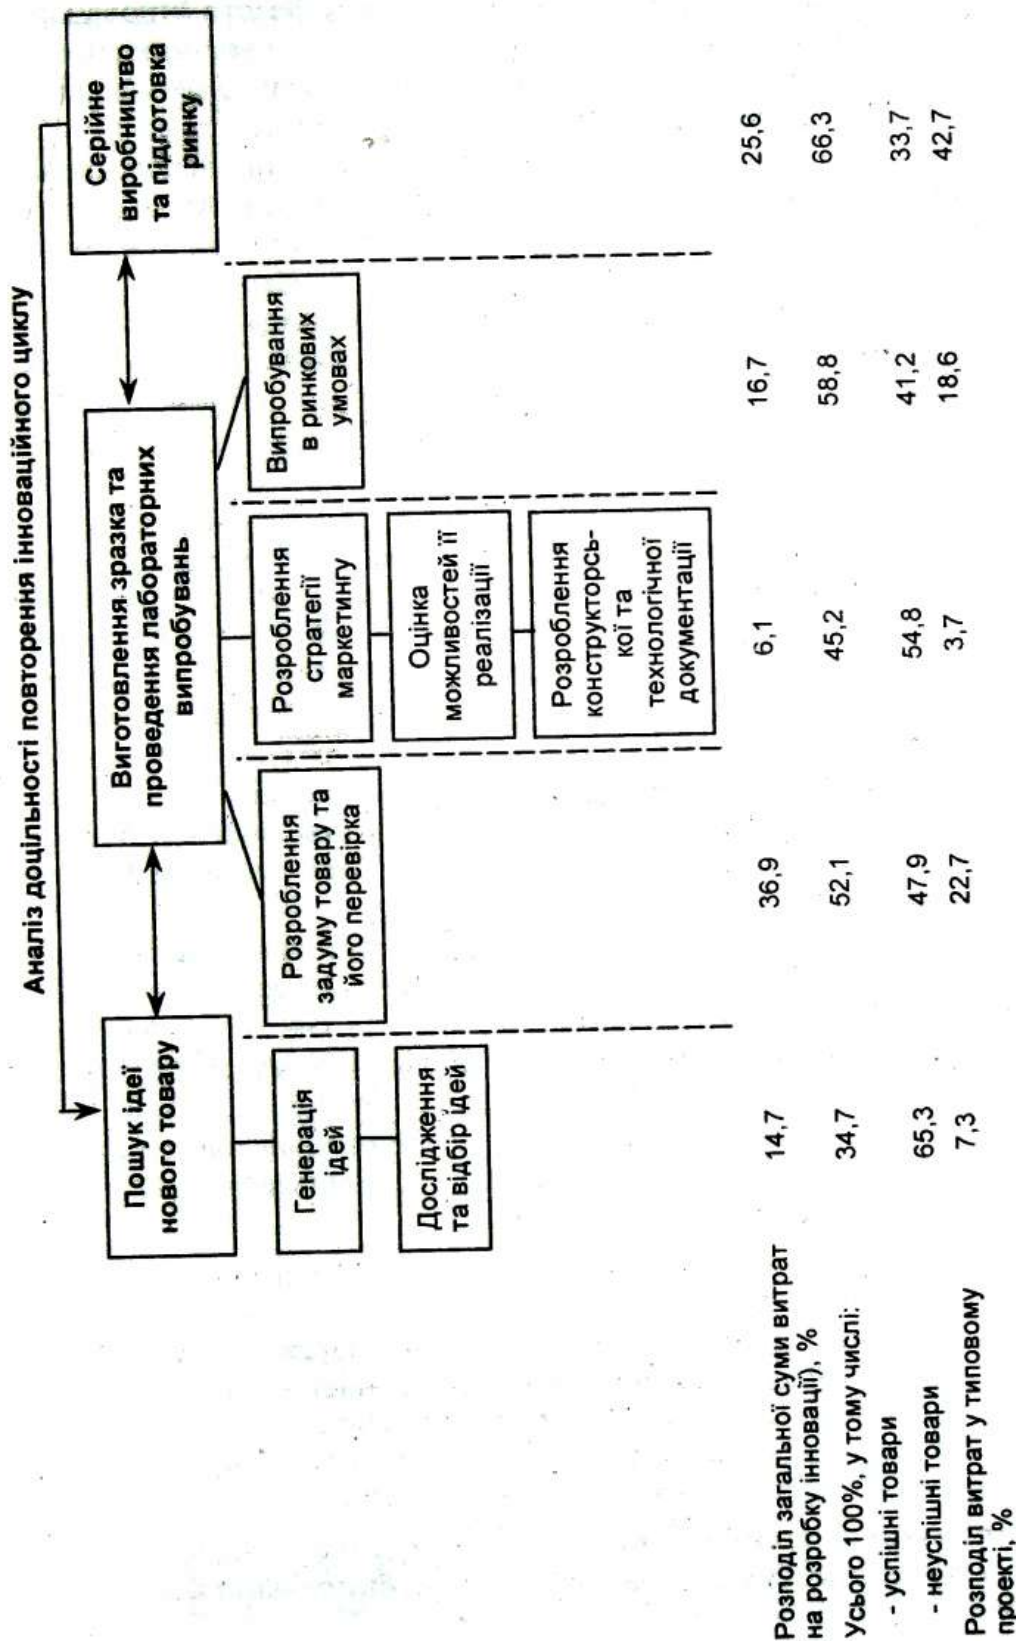 Аналіз доцільності повторення інноваційного циклу
Пошук ідеї
нового товару
Виготовлення зразка та
проведення лабораторних
випробувань
Серійне
виробництво
та підготовка
ринку
Генерація
ідей
Дослідження
та відбір ідей
Розроблення
задуму товару та
його перевірка
Розроблення
стратегії
маркетингу
Оцінка
можливостей її
реалізації
Розроблення
конструкторсь-
кої та
технологічної
документації
Випробування
в ринкових
умовах
Розподіл загальної суми витрат
на розробку інновації), % 14,7 36,9 6,1 16,7 25,6
Усього 100%, у тому числі:
- успішні товари 34,7 52,1 45,2 58,8 66,3
- неуспішні товари 65,3 47,9 54,8 41,2 33,7
Розподіл витрат у типовому 7,3 22,7 3,7 18,6 42,7
проекті, %